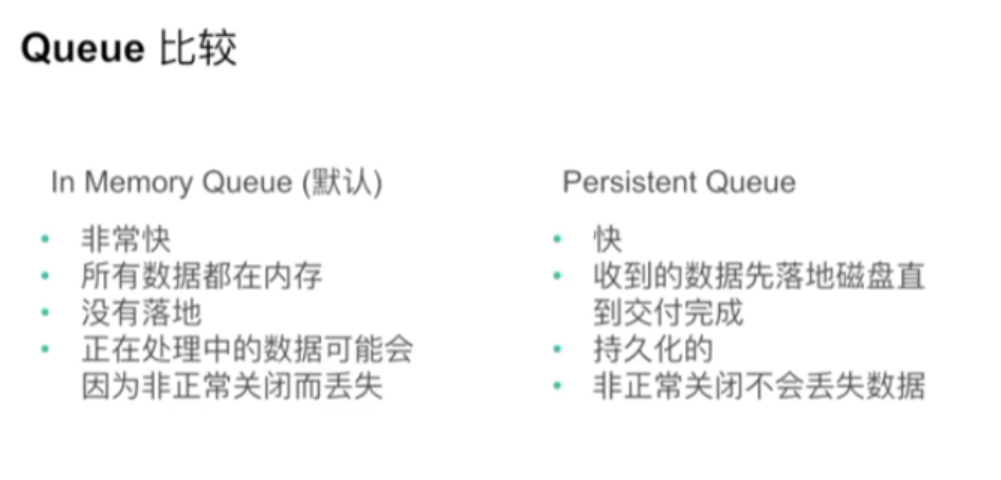 Queue 比较
In Memory Queue (默认)
• 非常快
• 所有数据都在内存
• 没有落地
• 正在处理中的数据可能会
因为非正常关闭而丢失
Persistent Queue
• 快
• 收到的数据先落地磁盘直
到交付完成
• 持久化的
• 非正常关闭不会丢失数据